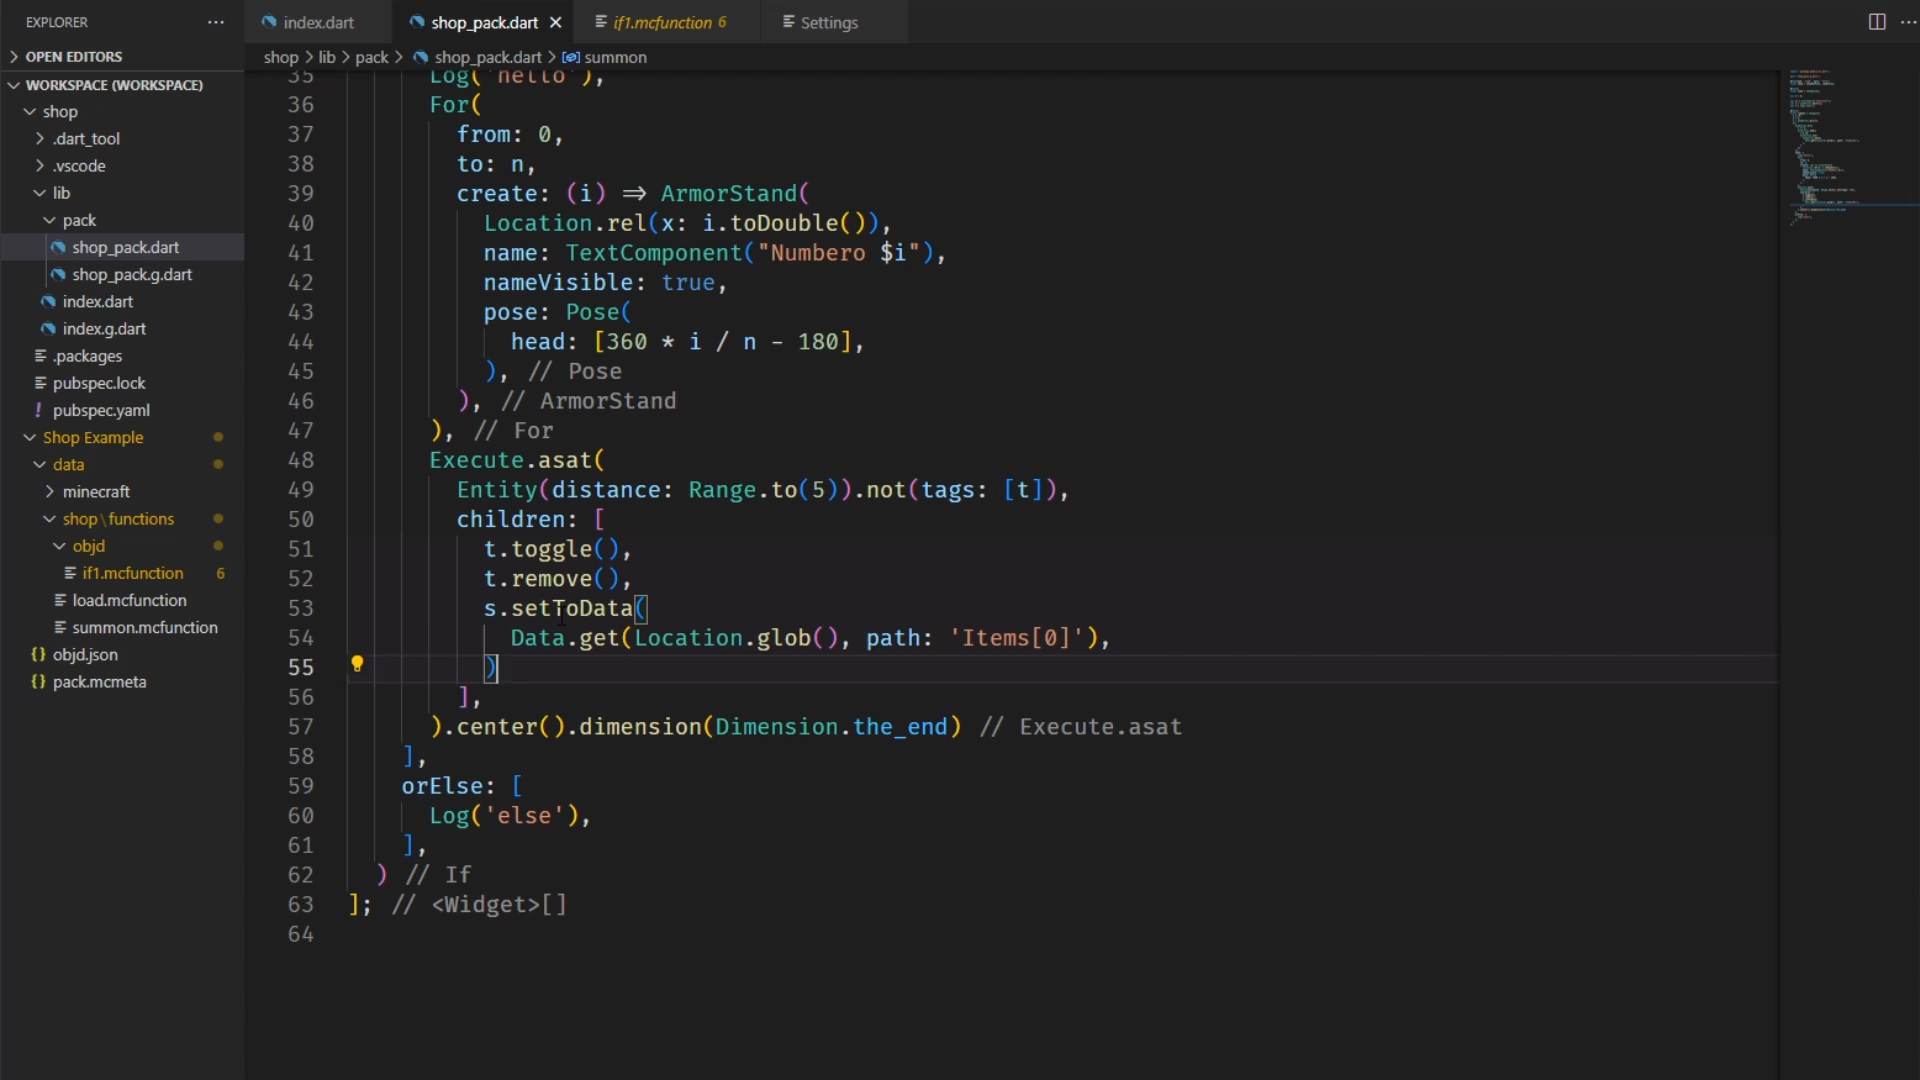 EXPLORER
index.dart
shop_pack.dart
if1.mcfunction 6
Settings
OPEN EDITORS
shop > lib > pack > shop_pack.dart > summon
WORKSPACE (WORKSPACE)
shop
.dart_tool
.vscode
lib
pack
shop_pack.dart
shop_pack.g.dart
index.dart
index.g.dart
.packages
pubspec.lock
pubspec.yaml
Shop Example
data
minecraft
shop\functions
objd
if1.mcfunction 6
load.mcfunction
summon.mcfunction
objd.json
pack.mcmeta
35 Log('hello'),
36 For(
37 from: 0,
38 to: n,
39 create: (i) => ArmorStand(
40 Location.rel(x: i.toDouble()),
41 name: TextComponent("Numbero $i"),
42 nameVisible: true,
43 pose: Pose(
44 head: [360 * i / n - 180],
45 ), // Pose
46 ), // ArmorStand
47 ), // For
48 Execute.asat(
49 Entity(distance: Range.to(5)).not(tags: [t]),
50 children: [
51 t.toggle(),
52 t.remove(),
53 s.setToData(
54 Data.get(Location.glob(), path: 'Items[0]'),
55 )
56 ],
57 ).center().dimension(Dimension.the_end) // Execute.asat
58 ],
59 orElse: [
60 Log('else'),
61 ],
62 ) // If
63 ]; // <Widget>[]
64